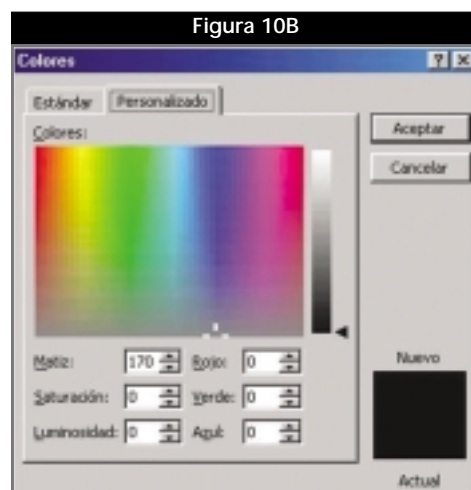 Figura 10B
Colores
Estándar Personalizado
Colores:
Aceptar
Cancelar
Matiz: 170 Rojo: 0
Saturación: 0 Verde: 0
Luminosidad: 0 Azul: 0
Nuevo
Actual